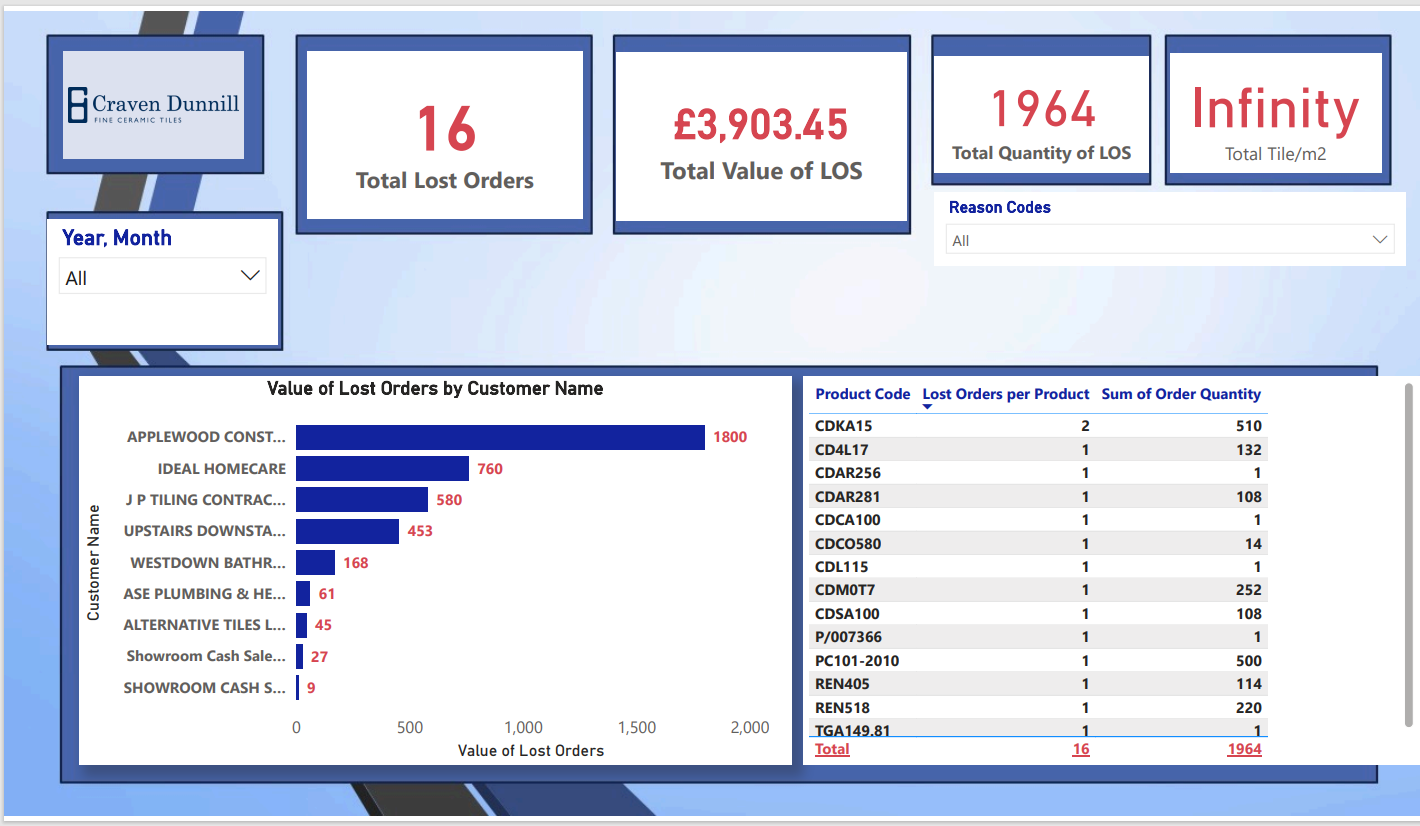 Craven Dunnill
FINE CERAMIC TILES
16
Total Lost Orders
£3,903.45
Total Value of LOS
1964
Total Quantity of LOS
Infinity
Total Tile/m2
Year, Month
All
Reason Codes
All
Value of Lost Orders by Customer Name
Customer Name
APPLEWOOD CONST... 1800
IDEAL HOMECARE 760
J P TILING CONTRAC... 580
UPSTAIRS DOWNSTA... 453
WESTDOWN BATHR... 168
ASE PLUMBING & HE... 61
ALTERNATIVE TILES L... 45
Showroom Cash Sale... 27
SHOWROOM CASH S... 9
0 500 1,000 1,500 2,000
Value of Lost Orders
Product Code Lost Orders per Product Sum of Order Quantity
CDKA15 2 510
CD4L17 1 132
CDAR256 1 1
CDAR281 1 108
CDCA100 1 1
CDCO580 1 14
CDL115 1 1
CDM0T7 1 252
CDSA100 1 108
P/007366 1 1
PC101-2010 1 500
REN405 1 114
REN518 1 220
TGA149.81 1 1
Total 16 1964